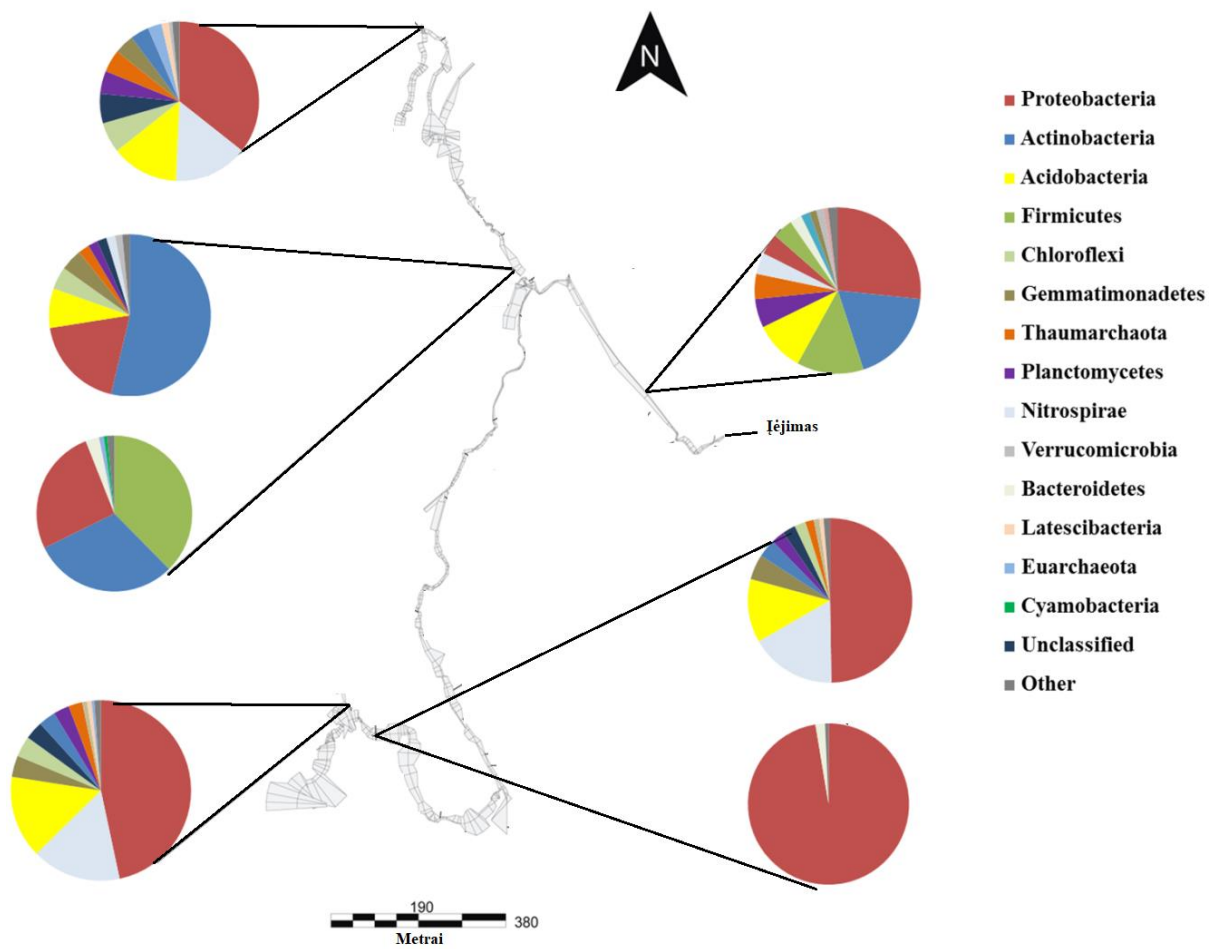 N
Proteobacteria
Actinobacteria
Acidobacteria
Firmicutes
Chloroflexi
Gemmatimonadetes
Thaumarchaota
Planctomycetes
Nitrospirae
Verrucomicrobia
Bacteroidetes
Latescibacteria
Euarchaeota
Cyamobacteria
Unclassified
Other
Įėjimas
190
380
Metrai